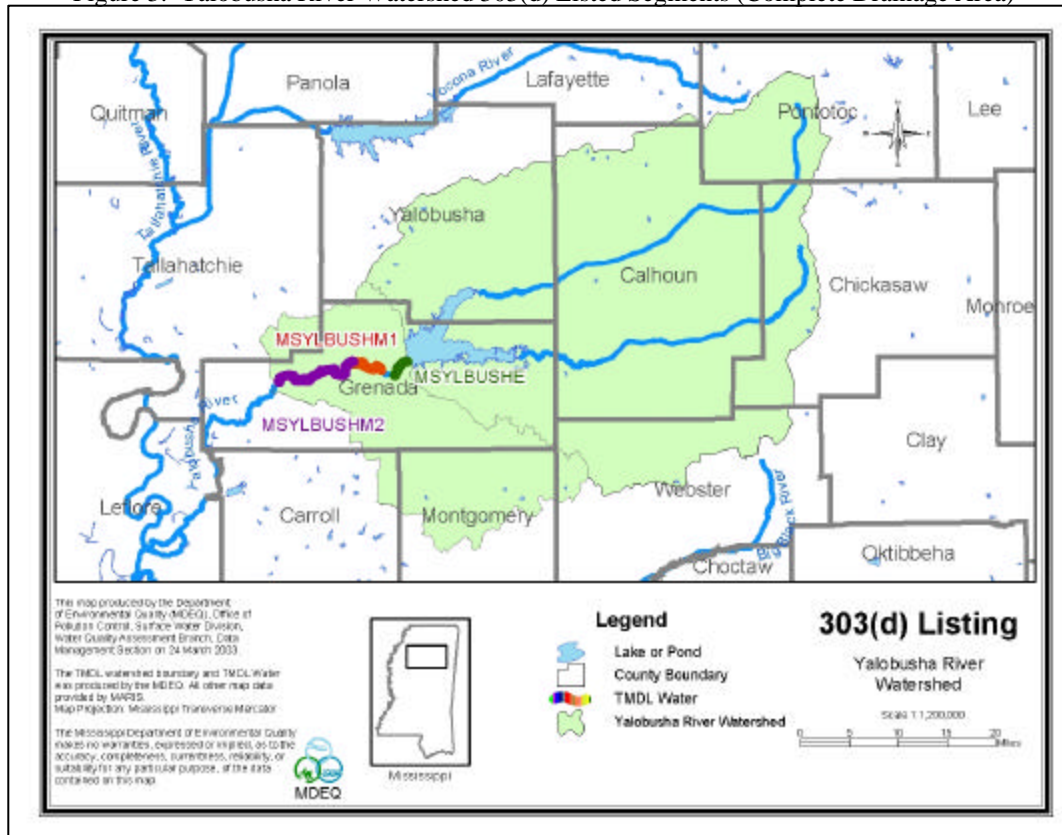 Figure 3. Yalobusha River Watershed 303(d) Listed Segments (Complete Drainage Area)
Panola
Lafayette
Yocona River
Quitman
Pontotoc
Lee
Tallahatchie River
Yalobusha
Tallahatchie
Calhoun
Chickasaw
Monroe
MSYLBUSHM1
MSYLBUSHE
Grenada
MSYLBUSHM2
Yalobusha River
Clay
Webster
Leflore
Carroll
Montgomery
Big Black River
Oktibbeha
Choctaw
This map produced by the Department
of Environmental Quality (MDEQ), Office of
Pollution Control, Surface Water Division,
Water Quality Assessment Branch, Data
Management Section on 24 March 2003.
The TMDL watershed boundary and TMDL Water
was produced by the MDEQ. All other map data
provided by MARIS.
Map Projection: Mississippi Transverse Mercator
The Mississippi Department of Environmental Quality
makes no warranties, expressed or implied, as to the
accuracy, completeness, currentness, reliability, or
suitability for any particular purpose, of the data
contained on this map.
MDEQ
Mississippi
Legend
Lake or Pond
County Boundary
TMDL Water
Yalobusha River Watershed
303(d) Listing
Yalobusha River
Watershed
Scale 1:1,200,000
0 5 10 15 20
Miles